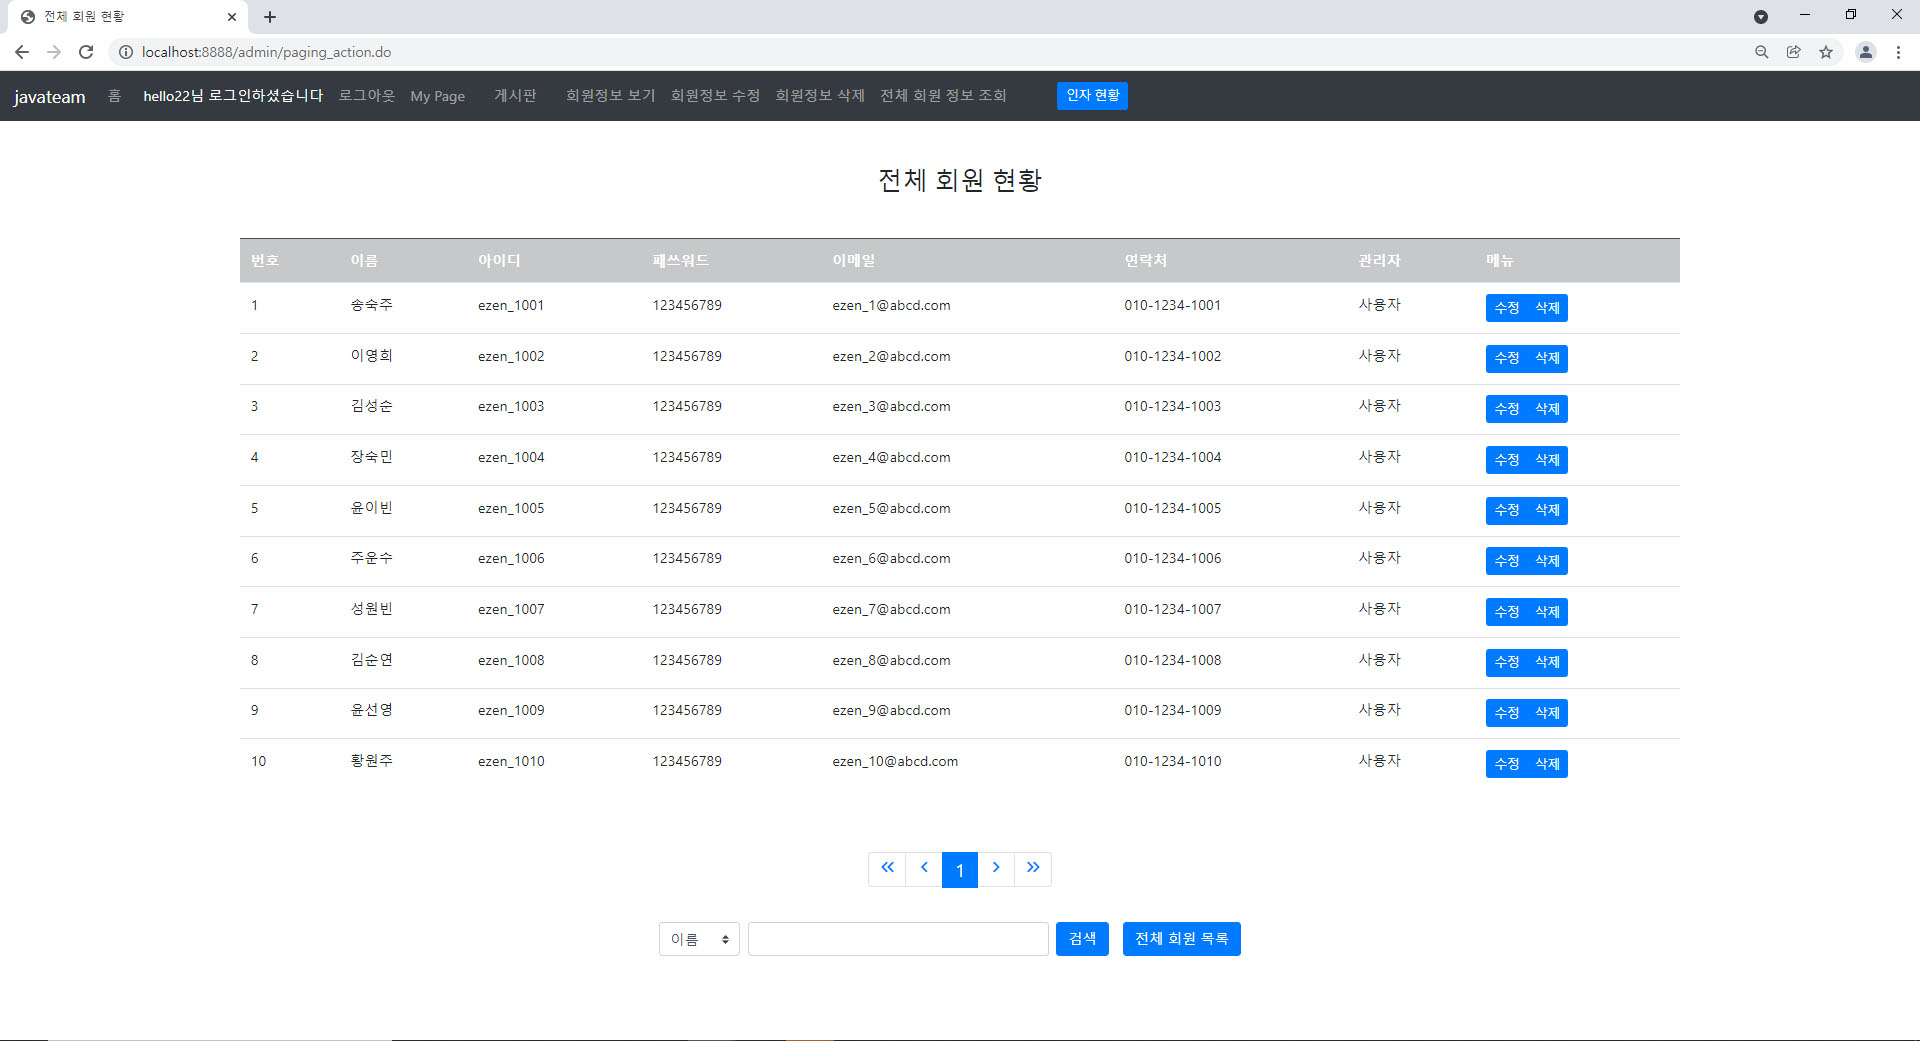 전체 회원 현황
localhost:8888/admin/paging_action.do
javateam 홈 hello22님 로그인하셨습니다 로그아웃 My Page 게시판 회원정보 보기 회원정보 수정 회원정보 삭제 전체 회원 정보 조회 인자 현황
전체 회원 현황
번호 이름 아이디 패쓰워드 이메일 연락처 관리자 메뉴
1 송숙주 ezen_1001 123456789 ezen_1@abcd.com 010-1234-1001 사용자 수정 삭제
2 이영희 ezen_1002 123456789 ezen_2@abcd.com 010-1234-1002 사용자 수정 삭제
3 김성순 ezen_1003 123456789 ezen_3@abcd.com 010-1234-1003 사용자 수정 삭제
4 장숙민 ezen_1004 123456789 ezen_4@abcd.com 010-1234-1004 사용자 수정 삭제
5 윤이빈 ezen_1005 123456789 ezen_5@abcd.com 010-1234-1005 사용자 수정 삭제
6 주운수 ezen_1006 123456789 ezen_6@abcd.com 010-1234-1006 사용자 수정 삭제
7 성원빈 ezen_1007 123456789 ezen_7@abcd.com 010-1234-1007 사용자 수정 삭제
8 김순연 ezen_1008 123456789 ezen_8@abcd.com 010-1234-1008 사용자 수정 삭제
9 윤선영 ezen_1009 123456789 ezen_9@abcd.com 010-1234-1009 사용자 수정 삭제
10 황원주 ezen_1010 123456789 ezen_10@abcd.com 010-1234-1010 사용자 수정 삭제
« ‹ 1 › »
이름 검색 전체 회원 목록